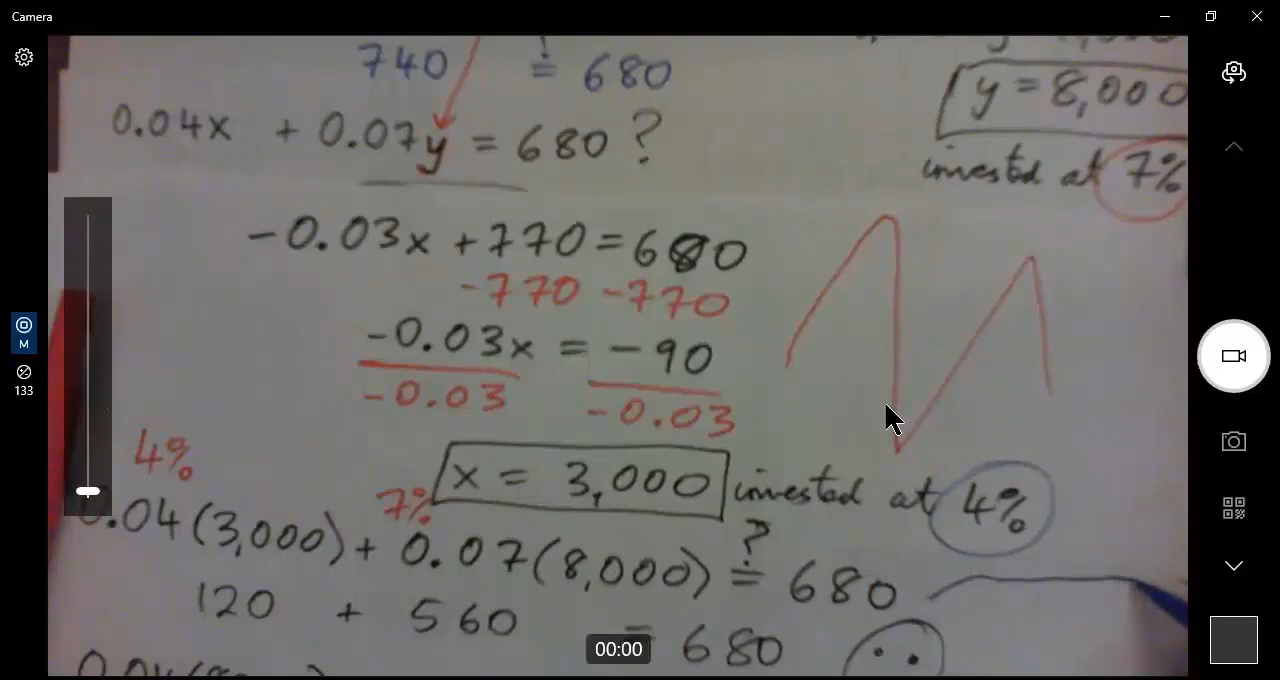 Camera
740 ≟ 680
0.04x + 0.07y = 680 ?
y = 8,000
invested at 7%
-0.03x + 770 = 680
-770 -770
-0.03x = -90
-0.03 -0.03
M
133
4%
7%
x = 3,000 invested at 4%
0.04 (3,000) + 0.07 (8,000) ≟ 680
120 + 560 = 680
00:00